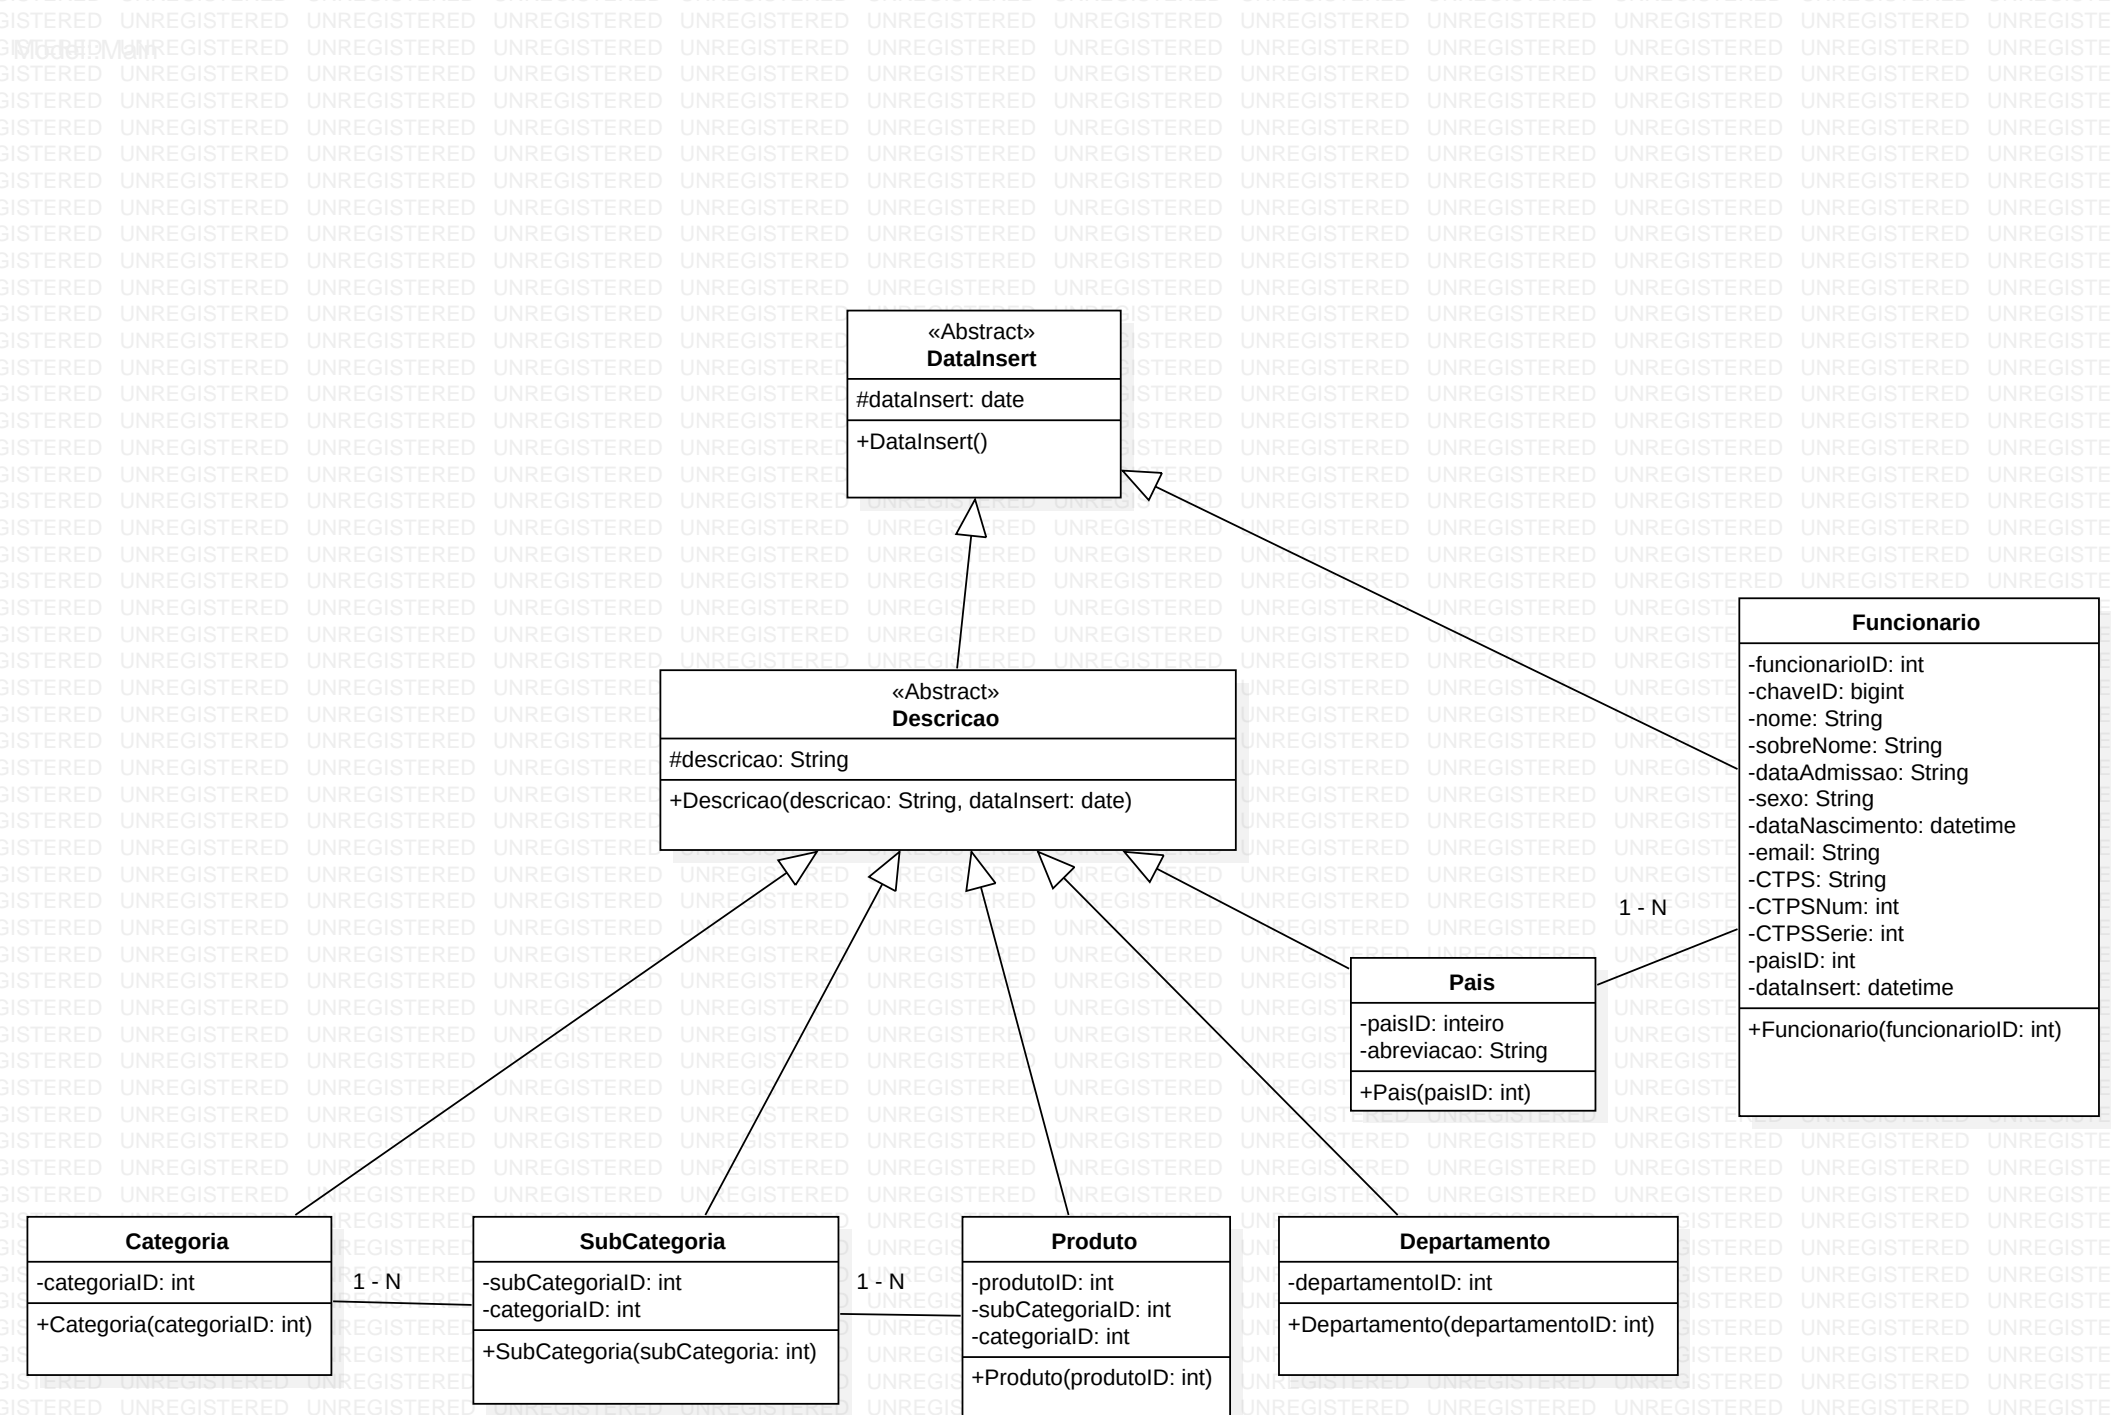 Model::Main
«Abstract»
DataInsert
#dataInsert: date
+DataInsert()
«Abstract»
Descricao
#descricao: String
+Descricao(descricao: String, dataInsert: date)
Funcionario
-funcionarioID: int
-chaveID: bigint
-nome: String
-sobreNome: String
-dataAdmissao: String
-sexo: String
-dataNascimento: datetime
-email: String
-CTPS: String
-CTPSNum: int
-CTPSSerie: int
-paisID: int
-dataInsert: datetime
+Funcionario(funcionarioID: int)
1 - N
Pais
-paisID: inteiro
-abreviacao: String
+Pais(paisID: int)
Categoria
-categoriaID: int
+Categoria(categoriaID: int)
1 - N
SubCategoria
-subCategoriaID: int
-categoriaID: int
+SubCategoria(subCategoria: int)
1 - N
Produto
-produtoID: int
-subCategoriaID: int
-categoriaID: int
+Produto(produtoID: int)
Departamento
-departamentoID: int
+Departamento(departamentoID: int)
UNREGISTERED